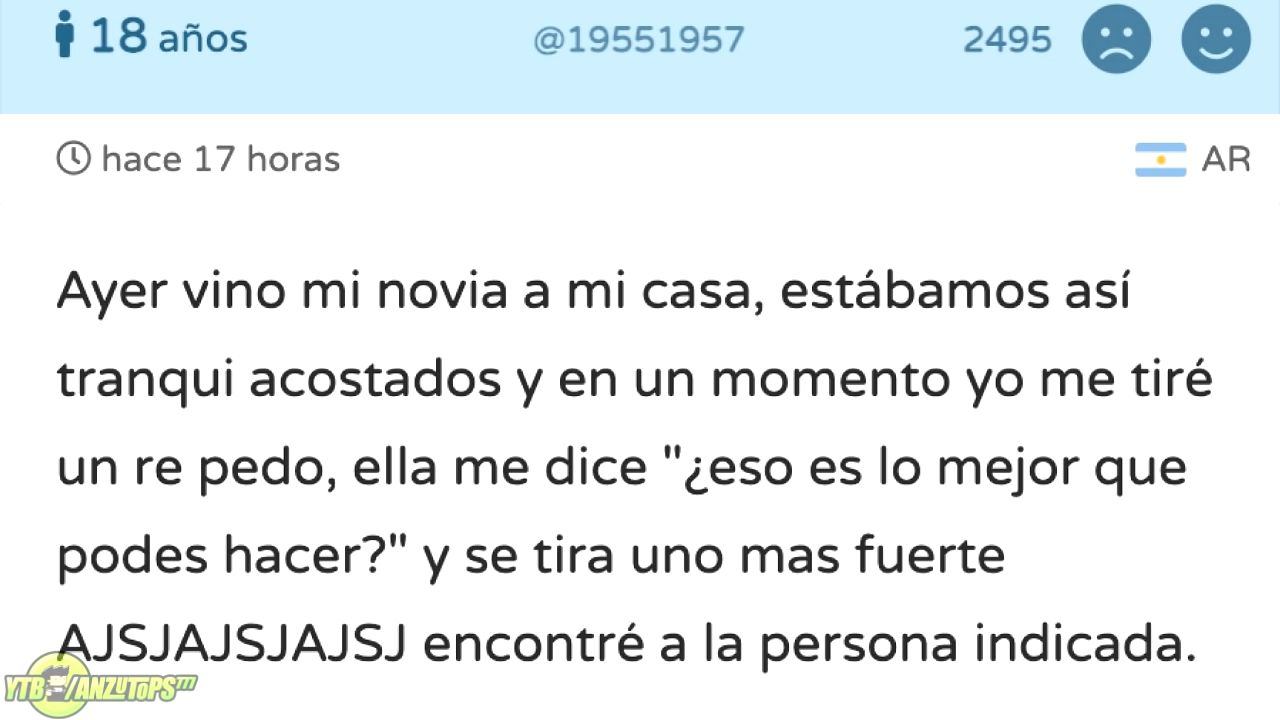 18 años @19551957 2495
hace 17 horas AR
Ayer vino mi novia a mi casa, estábamos así
tranqui acostados y en un momento yo me tiré
un re pedo, ella me dice "¿eso es lo mejor que
podes hacer?" y se tira uno mas fuerte
AJSJAJSJAJSJ encontré a la persona indicada.
YTB/ANZUTOPS